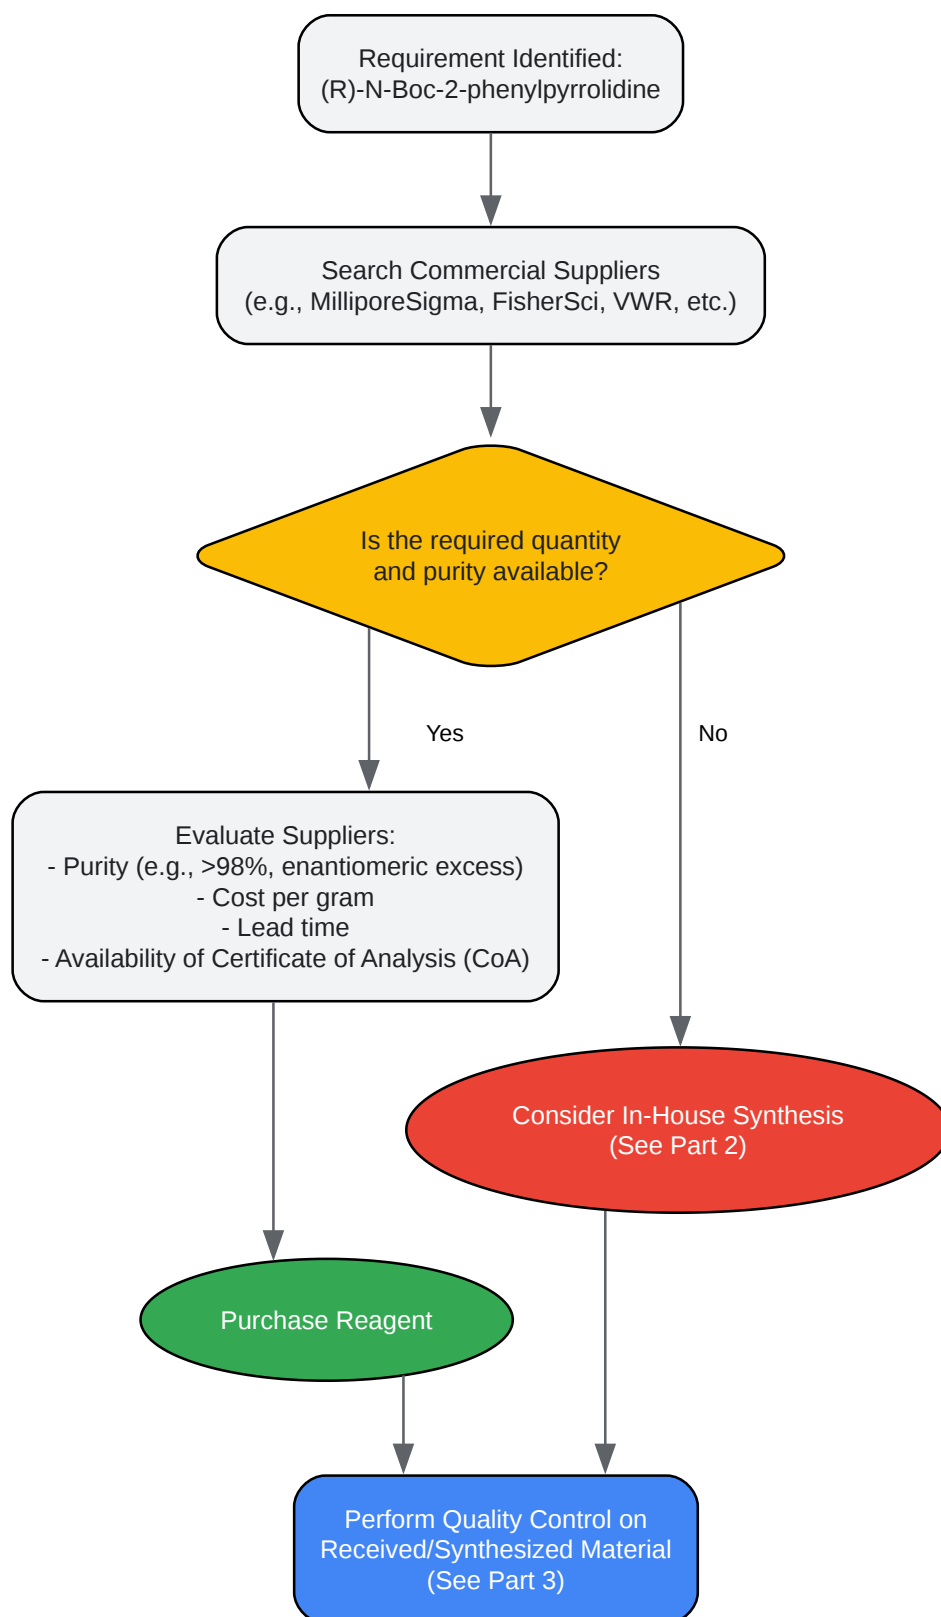 Requirement Identified:
(R)-N-Boc-2-phenylpyrrolidine
Search Commercial Suppliers
(e.g., MilliporeSigma, FisherSci, VWR, etc.)
Is the required quantity
and purity available?
Yes
No
Evaluate Suppliers:
- Purity (e.g., >98%, enantiomeric excess)
- Cost per gram
- Lead time
- Availability of Certificate of Analysis (CoA)
Consider In-House Synthesis
(See Part 2)
Purchase Reagent
Perform Quality Control on
Received/Synthesized Material
(See Part 3)